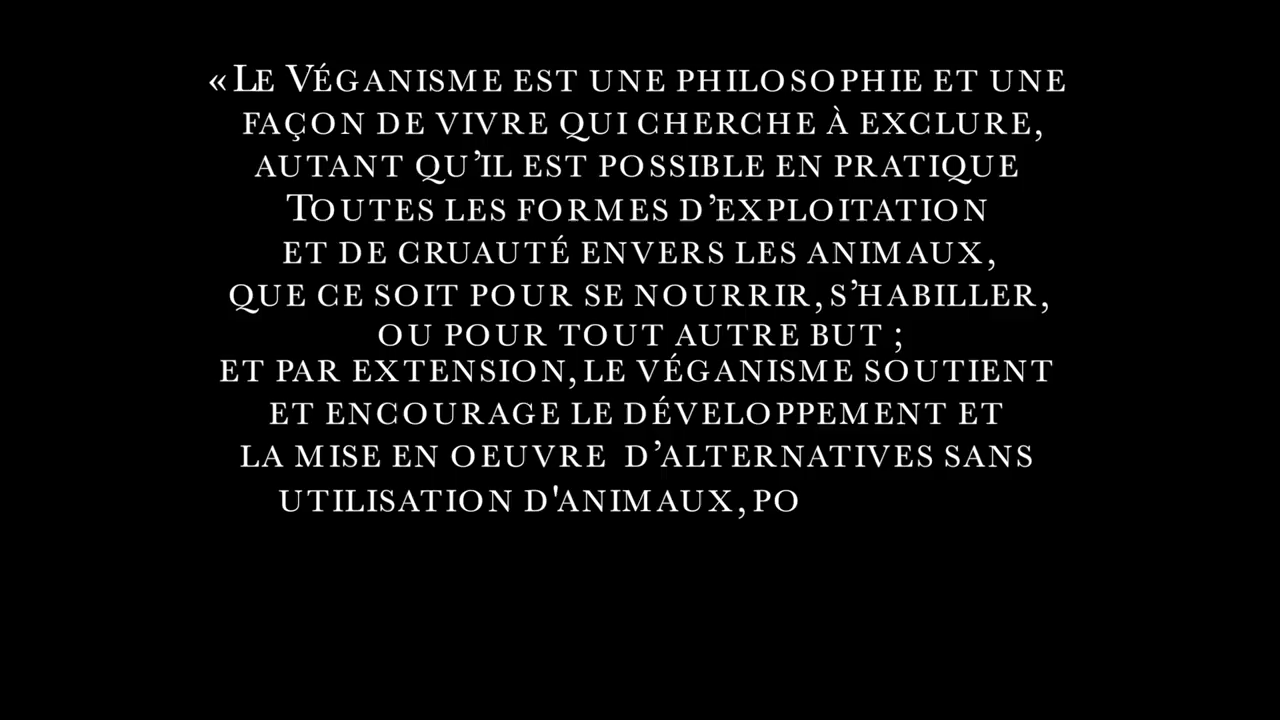 « Le Véganisme est une philosophie et une
façon de vivre qui cherche à exclure,
autant qu’il est possible en pratique
Toutes les formes d’exploitation
et de cruauté envers les animaux,
que ce soit pour se nourrir, s’habiller,
ou pour tout autre but ;
et par extension, le véganisme soutient
et encourage le développement et
la mise en oeuvre d’alternatives sans
utilisation d'animaux, po